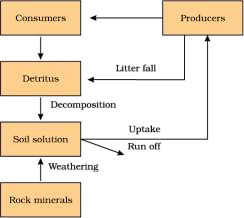 Consumers
Producers
Litter fall
Detritus
Decomposition
Uptake
Soil solution
Run off
Weathering
Rock minerals